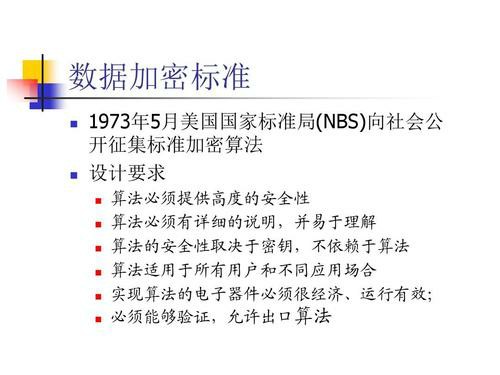 数据加密标准
1973年5月美国国家标准局(NBS)向社会公
开征集标准加密算法
设计要求
算法必须提供高度的安全性
算法必须有详细的说明，并易于理解
算法的安全性取决于密钥，不依赖于算法
算法适用于所有用户和不同应用场合
实现算法的电子器件必须很经济、运行有效；
必须能够验证，允许出口算法